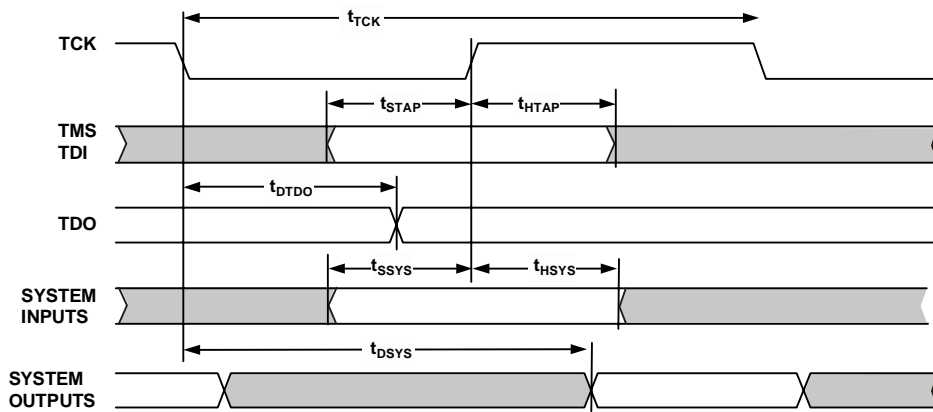 tTCK
TCK
tSTAP
tHTAP
TMS
TDI
tDTDO
TDO
tSSYS
tHSYS
SYSTEM
INPUTS
tDSYS
SYSTEM
OUTPUTS